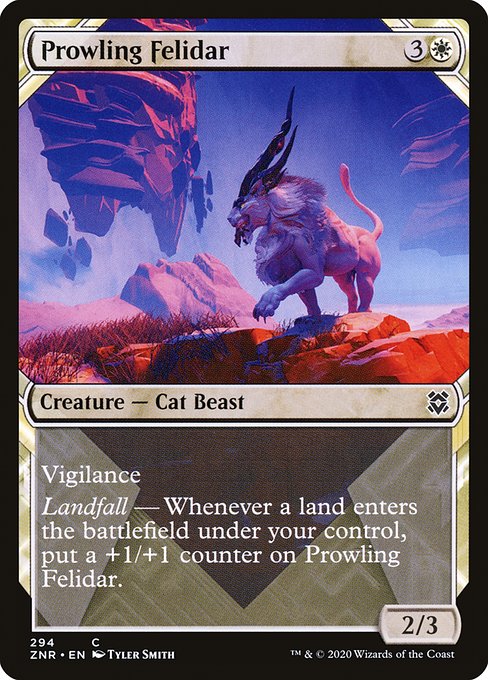 Prowling Felidar 3
Creature — Cat Beast
Vigilance
Landfall — Whenever a land enters
the battlefield under your control,
put a +1/+1 counter on Prowling
Felidar.
2/3
294 C
ZNR • EN Tyler Smith
™ & © 2020 Wizards of the Coast